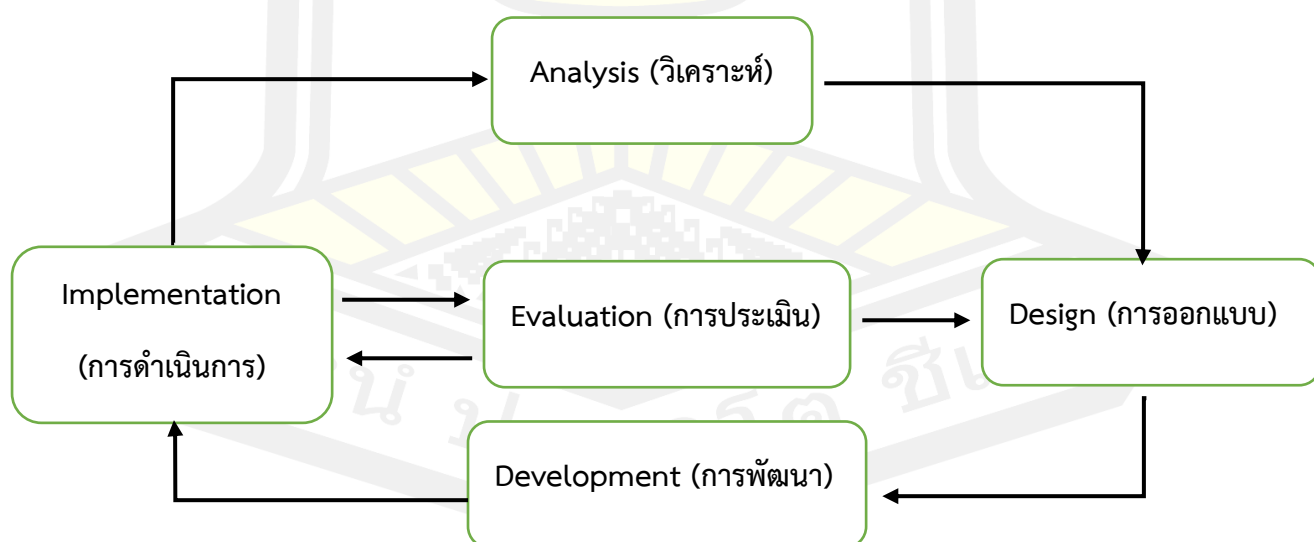 Analysis (วิเคราะห์)
Implementation
(การดำเนินการ)
Evaluation (การประเมิน)
Design (การออกแบบ)
Development (การพัฒนา)